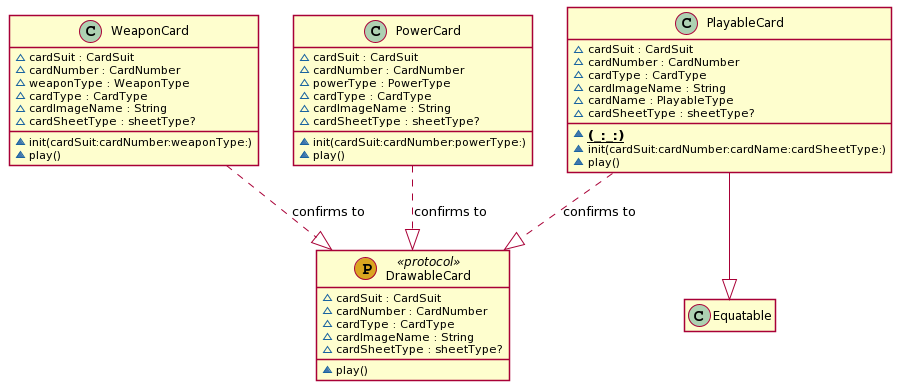 C WeaponCard
cardSuit : CardSuit
cardNumber : CardNumber
weaponType : WeaponType
cardType : CardType
cardImageName : String
cardSheetType : sheetType?
init(cardSuit:cardNumber:weaponType:)
play()
C PowerCard
cardSuit : CardSuit
cardNumber : CardNumber
powerType : PowerType
cardType : CardType
cardImageName : String
cardSheetType : sheetType?
init(cardSuit:cardNumber:powerType:)
play()
C PlayableCard
cardSuit : CardSuit
cardNumber : CardNumber
cardType : CardType
cardImageName : String
cardName : PlayableType
cardSheetType : sheetType?
(_:_:)
init(cardSuit:cardNumber:cardName:cardSheetType:)
play()
confirms to
confirms to
confirms to
P «protocol»
DrawableCard
cardSuit : CardSuit
cardNumber : CardNumber
cardType : CardType
cardImageName : String
cardSheetType : sheetType?
play()
C Equatable